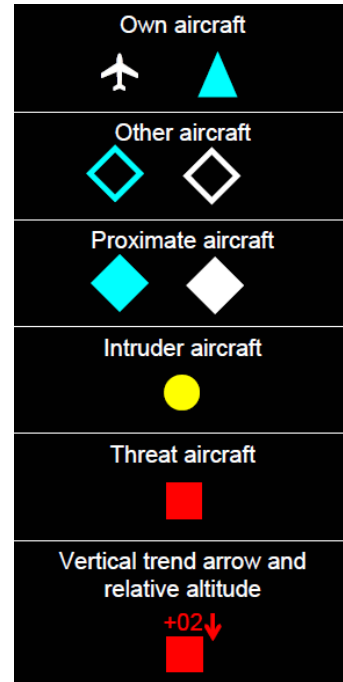 Own aircraft
Other aircraft
Proximate aircraft
Intruder aircraft
Threat aircraft
Vertical trend arrow and
relative altitude
+02